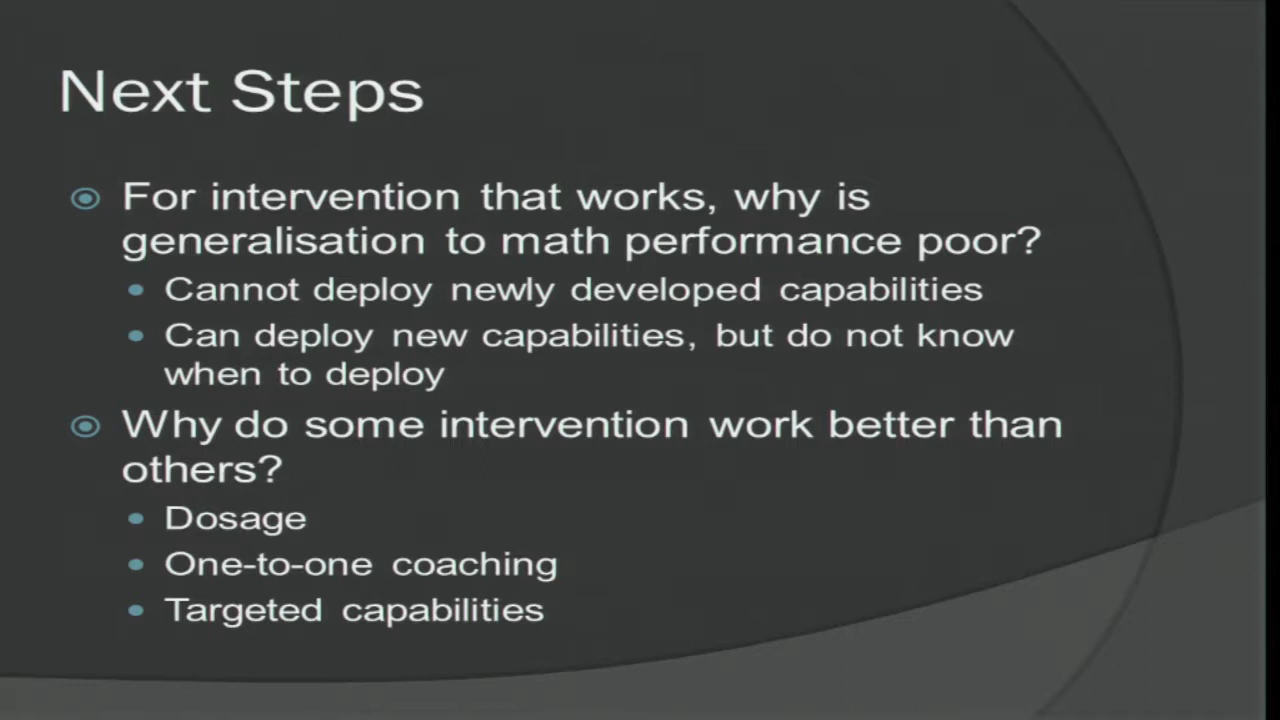 Next Steps
For intervention that works, why is
generalisation to math performance poor?
Cannot deploy newly developed capabilities
Can deploy new capabilities, but do not know
when to deploy
Why do some intervention work better than
others?
Dosage
One-to-one coaching
Targeted capabilities